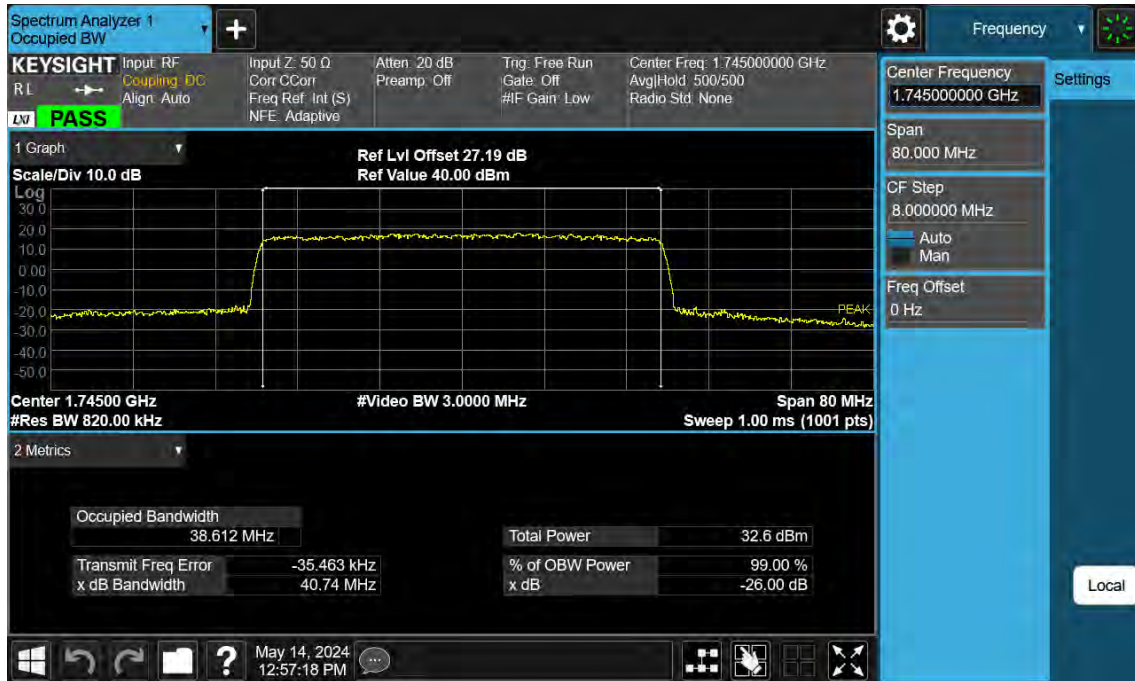 Spectrum Analyzer 1
Occupied BW
+
Frequency
KEYSIGHT
R L
LXI
PASS
Input: RF
Coupling: DC
Align: Auto
Input Z: 50 Ω
Corr CCorr
Freq Ref: Int (S)
NFE: Adaptive
Atten: 20 dB
Preamp: Off
Trig: Free Run
Gate: Off
#IF Gain: Low
Center Freq: 1.745000000 GHz
Avg|Hold: 500/500
Radio Std: None
Center Frequency
1.745000000 GHz
Settings
Span
80.000 MHz
CF Step
8.000000 MHz
Auto
Man
Freq Offset
0 Hz
Local
1 Graph
Scale/Div 10.0 dB
Ref Lvl Offset 27.19 dB
Ref Value 40.00 dBm
Log
30.0
20.0
10.0
0.00
-10.0
-20.0
-30.0
-40.0
-50.0
PEAK
Center 1.74500 GHz
#Res BW 820.00 kHz
#Video BW 3.0000 MHz
Span 80 MHz
Sweep 1.00 ms (1001 pts)
2 Metrics
Occupied Bandwidth
38.612 MHz
Transmit Freq Error -35.463 kHz
x dB Bandwidth 40.74 MHz
Total Power 32.6 dBm
% of OBW Power 99.00 %
x dB -26.00 dB
?
May 14, 2024
12:57:18 PM